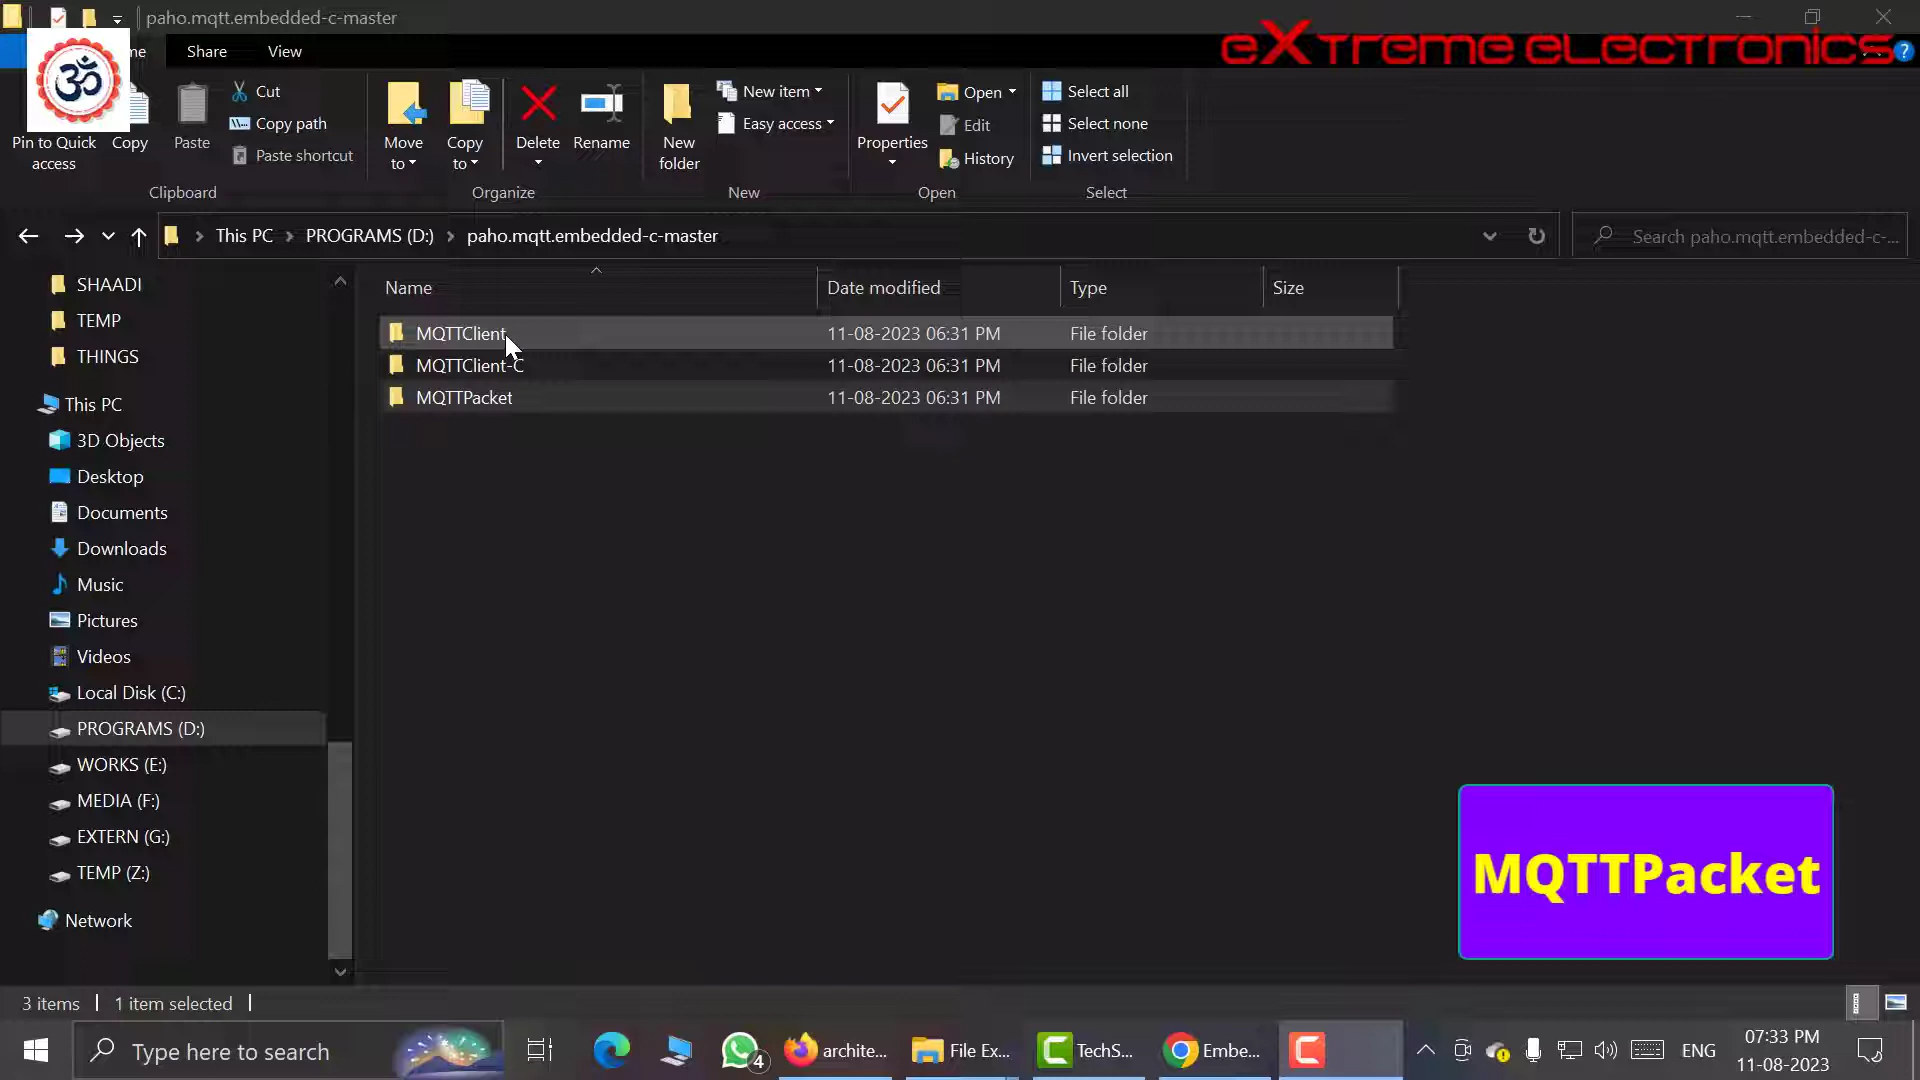 paho.mqtt.embedded-c-master
eXtreme eLECTRONICS
me
Share
View
ॐ
Cut
Copy path
Paste shortcut
Pin to Quick access
Copy
Paste
Clipboard
Move to
Copy to
Delete
Rename
Organize
New folder
New item
Easy access
New
Properties
Open
Edit
History
Open
Select all
Select none
Invert selection
Select
This PC
PROGRAMS (D:)
paho.mqtt.embedded-c-master
Search paho.mqtt.embedded-c-...
SHAADI
TEMP
THINGS
This PC
3D Objects
Desktop
Documents
Downloads
Music
Pictures
Videos
Local Disk (C:)
PROGRAMS (D:)
WORKS (E:)
MEDIA (F:)
EXTERN (G:)
TEMP (Z:)
Network
Name Date modified Type Size
MQTTClient 11-08-2023 06:31 PM File folder
MQTTClient-C 11-08-2023 06:31 PM File folder
MQTTPacket 11-08-2023 06:31 PM File folder
MQTTPacket
3 items
1 item selected
Type here to search
4
archite...
File Ex...
TechS...
Embe...
ENG
07:33 PM
11-08-2023